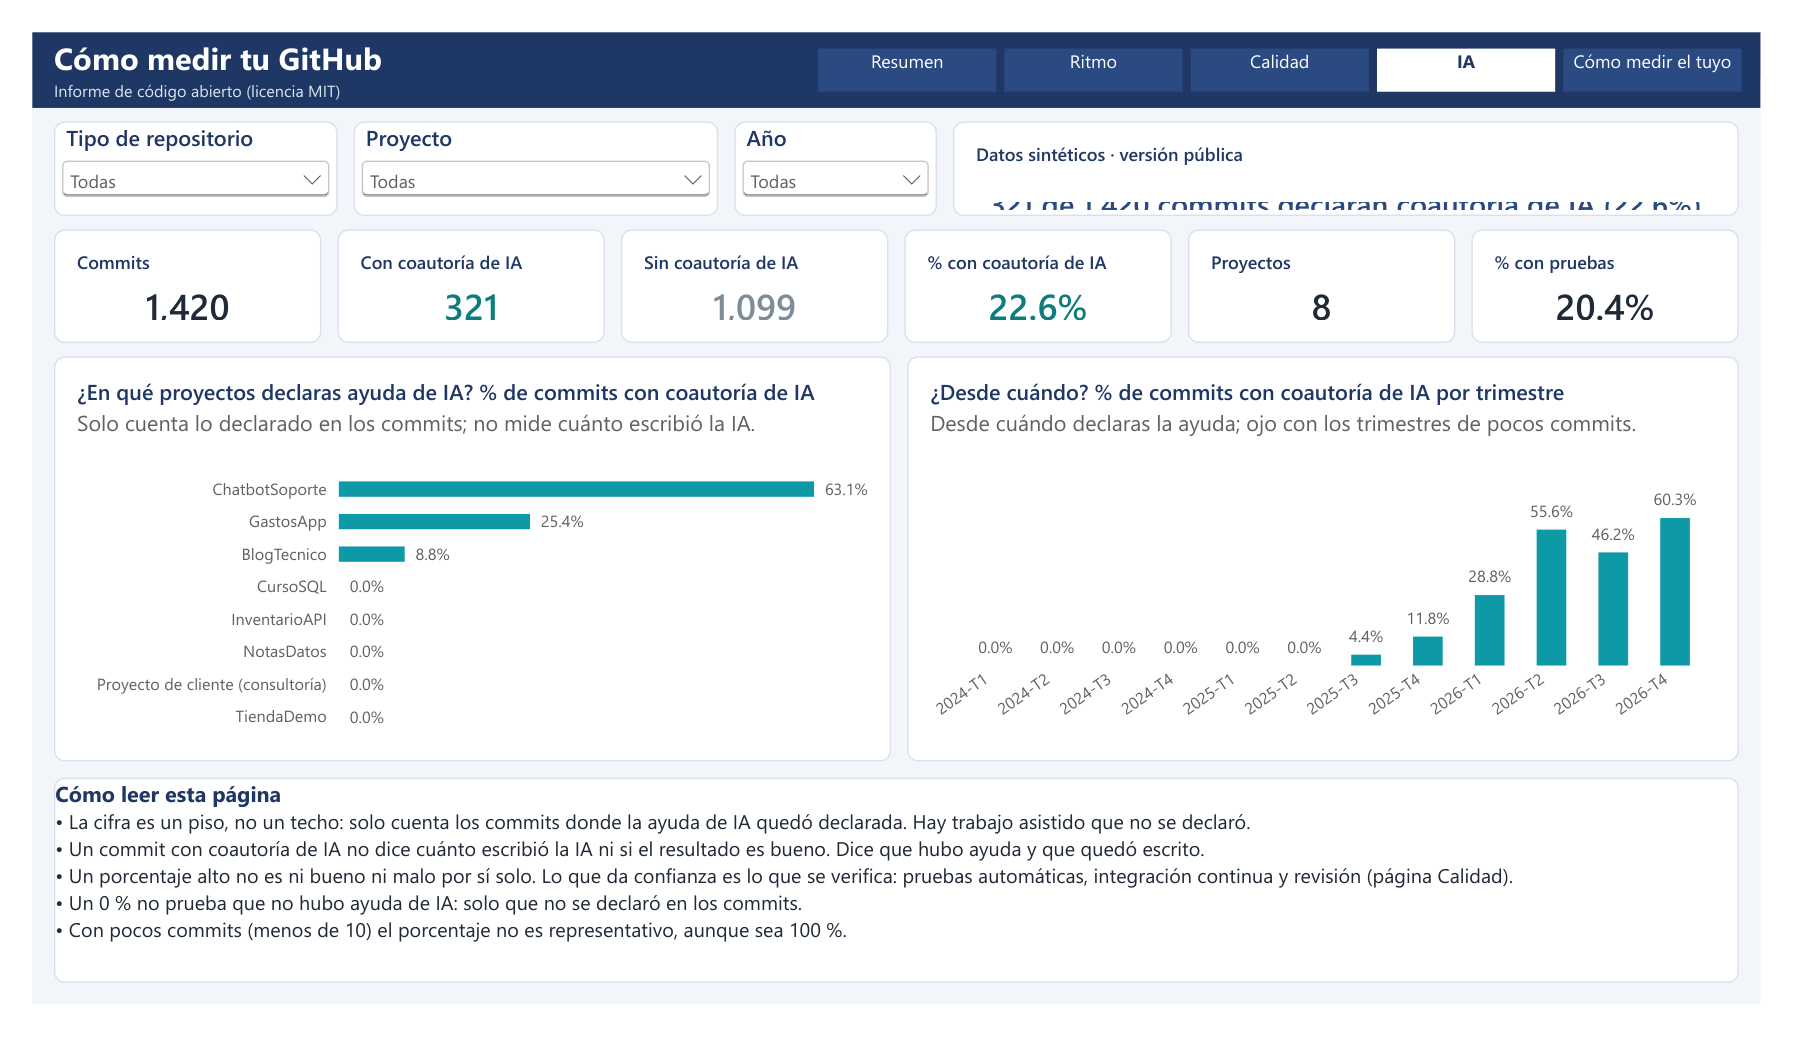 Cómo medir tu GitHub
Informe de código abierto (licencia MIT)
Resumen
Ritmo
Calidad
IA
Cómo medir el tuyo
Tipo de repositorio
Todas
Proyecto
Todas
Año
Todas
Datos sintéticos · versión pública
321 de 1.420 commits declaran coautoría de IA (22.6%)
Commits
1.420
Con coautoría de IA
321
Sin coautoría de IA
1.099
% con coautoría de IA
22.6%
Proyectos
8
% con pruebas
20.4%
¿En qué proyectos declaras ayuda de IA? % de commits con coautoría de IA
Solo cuenta lo declarado en los commits; no mide cuánto escribió la IA.
ChatbotSoporte 63.1%
GastosApp 25.4%
BlogTecnico 8.8%
CursoSQL 0.0%
InventarioAPI 0.0%
NotasDatos 0.0%
Proyecto de cliente (consultoría) 0.0%
TiendaDemo 0.0%
¿Desde cuándo? % de commits con coautoría de IA por trimestre
Desde cuándo declaras la ayuda; ojo con los trimestres de pocos commits.
0.0% 0.0% 0.0% 0.0% 0.0% 0.0% 4.4% 11.8% 28.8% 55.6% 46.2% 60.3%
2024-T1 2024-T2 2024-T3 2024-T4 2025-T1 2025-T2 2025-T3 2025-T4 2026-T1 2026-T2 2026-T3 2026-T4
Cómo leer esta página
• La cifra es un piso, no un techo: solo cuenta los commits donde la ayuda de IA quedó declarada. Hay trabajo asistido que no se declaró.
• Un commit con coautoría de IA no dice cuánto escribió la IA ni si el resultado es bueno. Dice que hubo ayuda y que quedó escrito.
• Un porcentaje alto no es ni bueno ni malo por sí solo. Lo que da confianza es lo que se verifica: pruebas automáticas, integración continua y revisión (página Calidad).
• Un 0 % no prueba que no hubo ayuda de IA: solo que no se declaró en los commits.
• Con pocos commits (menos de 10) el porcentaje no es representativo, aunque sea 100 %.